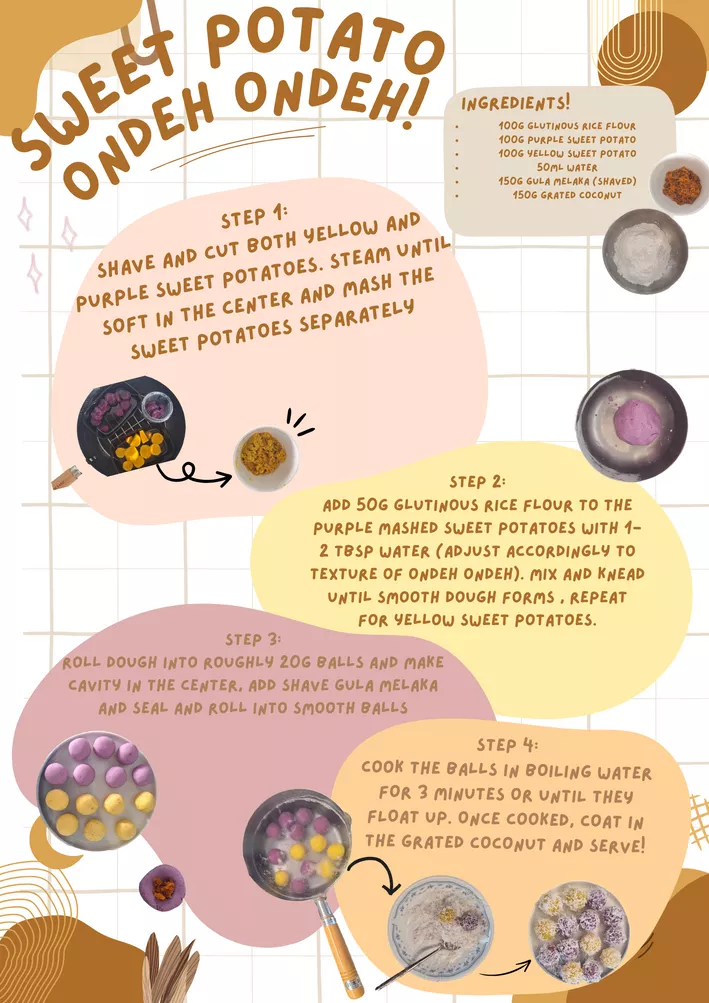 SWEET POTATO
ONDEH ONDEH!
INGREDIENTS!
• 100G GLUTINOUS RICE FLOUR
• 100G PURPLE SWEET POTATO
• 100G YELLOW SWEET POTATO
• 50ML WATER
• 150G GULA MELAKA (SHAVED)
• 150G GRATED COCONUT
STEP 1:
SHAVE AND CUT BOTH YELLOW AND
PURPLE SWEET POTATOES. STEAM UNTIL
SOFT IN THE CENTER AND MASH THE
SWEET POTATOES SEPARATELY
STEP 2:
ADD 50G GLUTINOUS RICE FLOUR TO THE
PURPLE MASHED SWEET POTATOES WITH 1-
2 TBSP WATER (ADJUST ACCORDINGLY TO
TEXTURE OF ONDEH ONDEH). MIX AND KNEAD
UNTIL SMOOTH DOUGH FORMS , REPEAT
FOR YELLOW SWEET POTATOES.
STEP 3:
ROLL DOUGH INTO ROUGHLY 20G BALLS AND MAKE
CAVITY IN THE CENTER, ADD SHAVE GULA MELAKA
AND SEAL AND ROLL INTO SMOOTH BALLS
STEP 4:
COOK THE BALLS IN BOILING WATER
FOR 3 MINUTES OR UNTIL THEY
FLOAT UP. ONCE COOKED, COAT IN
THE GRATED COCONUT AND SERVE!